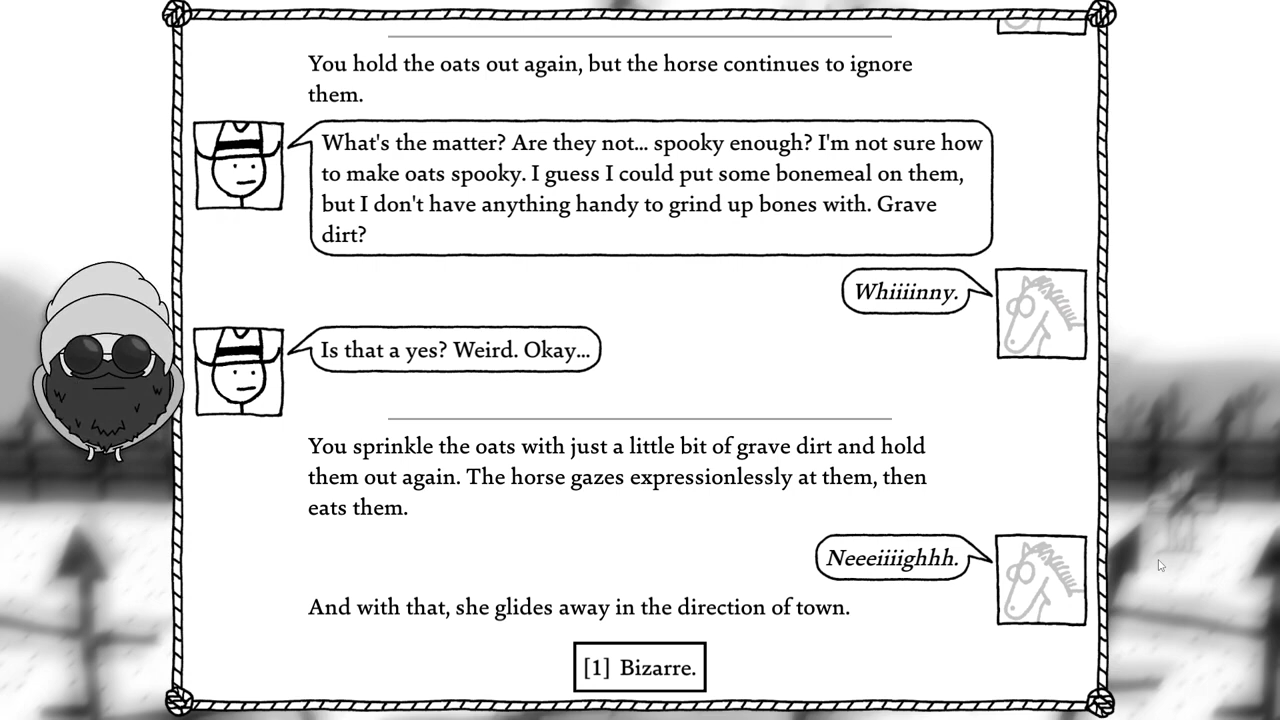 You hold the oats out again, but the horse continues to ignore
them.
What's the matter? Are they not... spooky enough? I'm not sure how
to make oats spooky. I guess I could put some bonemeal on them,
but I don't have anything handy to grind up bones with. Grave
dirt?
Whiiiinny.
Is that a yes? Weird. Okay...
You sprinkle the oats with just a little bit of grave dirt and hold
them out again. The horse gazes expressionlessly at them, then
eats them.
Neeeiiiighhh.
And with that, she glides away in the direction of town.
[1] Bizarre.